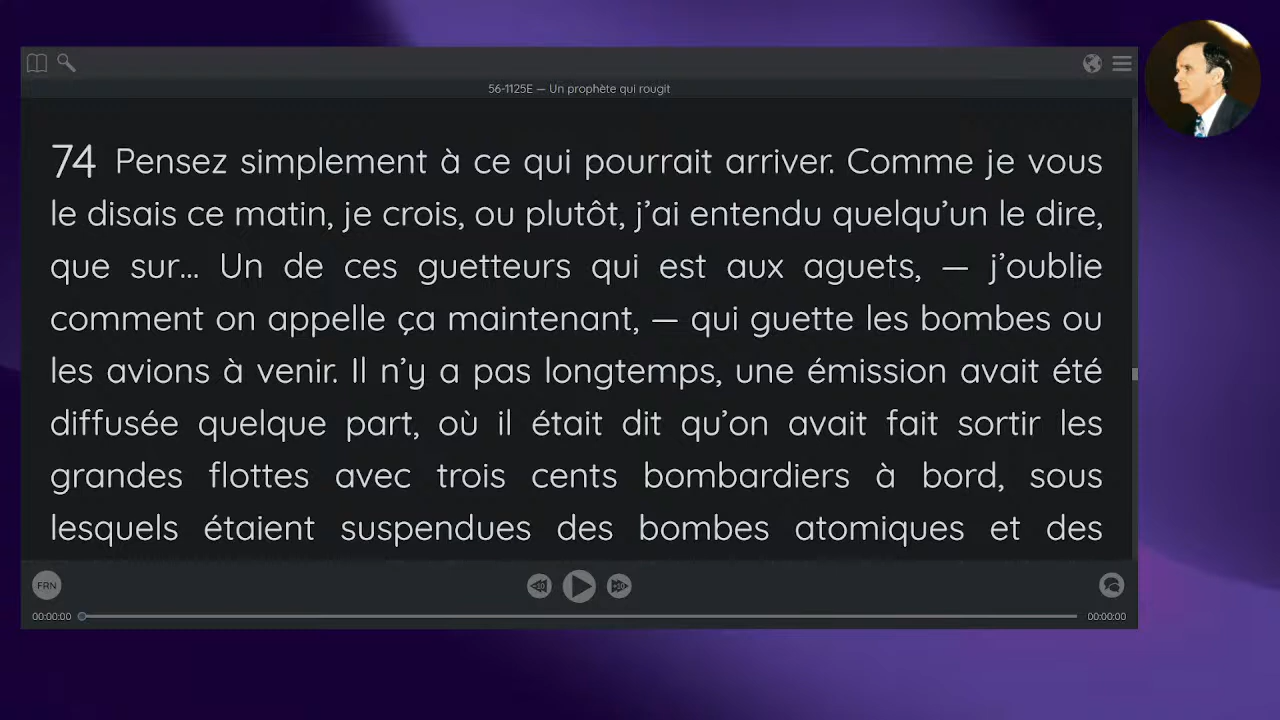 56-1125E — Un prophète qui rougit
74 Pensez simplement à ce qui pourrait arriver. Comme je vous
le disais ce matin, je crois, ou plutôt, j’ai entendu quelqu’un le dire,
que sur... Un de ces guetteurs qui est aux aguets, — j’oublie
comment on appelle ça maintenant, — qui guette les bombes ou
les avions à venir. Il n’y a pas longtemps, une émission avait été
diffusée quelque part, où il était dit qu’on avait fait sortir les
grandes flottes avec trois cents bombardiers à bord, sous
lesquels étaient suspendues des bombes atomiques et des
FRN
00:00:00
00:00:00